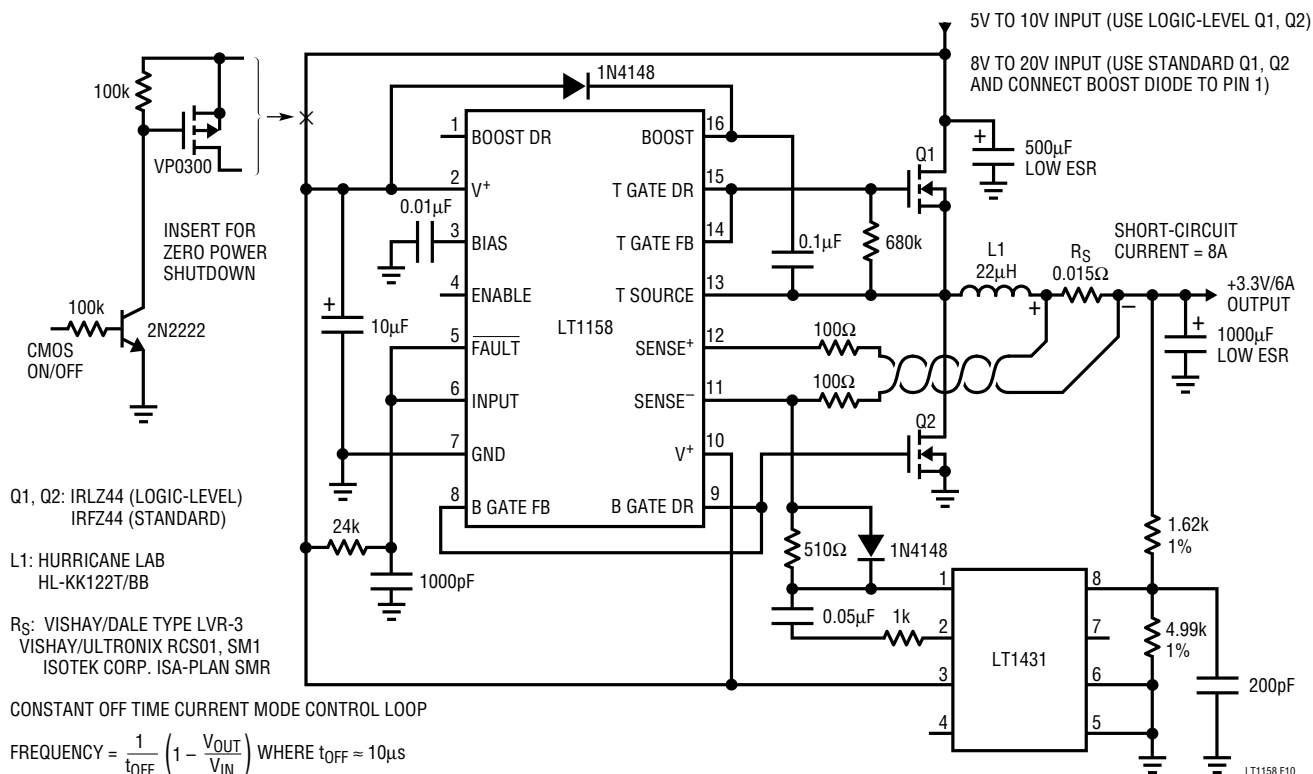 5V TO 10V INPUT (USE LOGIC-LEVEL Q1, Q2)
8V TO 20V INPUT (USE STANDARD Q1, Q2
AND CONNECT BOOST DIODE TO PIN 1)
100k
VP0300
INSERT FOR
ZERO POWER
SHUTDOWN
100k
2N2222
CMOS
ON/OFF
1N4148
1
BOOST DR
2
V+
0.01µF
3
BIAS
4
ENABLE
5
FAULT
6
INPUT
7
GND
8
B GATE FB
LT1158
16
BOOST
15
T GATE DR
14
T GATE FB
13
T SOURCE
12
SENSE+
11
SENSE–
10
V+
9
B GATE DR
+
10µF
24k
1000pF
0.1µF
680k
Q1
+
500µF
LOW ESR
L1
22µH
RS
0.015Ω
+
–
SHORT-CIRCUIT
CURRENT = 8A
+3.3V/6A
OUTPUT
+
1000µF
LOW ESR
100Ω
100Ω
Q2
510Ω
1N4148
0.05µF
1k
1
2
3
4
LT1431
8
7
6
5
1.62k
1%
4.99k
1%
200pF
Q1, Q2: IRLZ44 (LOGIC-LEVEL)
IRFZ44 (STANDARD)
L1: HURRICANE LAB
HL-KK122T/BB
RS: VISHAY/DALE TYPE LVR-3
VISHAY/ULTRONIX RCS01, SM1
ISOTEK CORP. ISA-PLAN SMR
CONSTANT OFF TIME CURRENT MODE CONTROL LOOP
FREQUENCY = 1/tOFF (1 – VOUT/VIN) WHERE tOFF ≈ 10µs
LT1158 F10